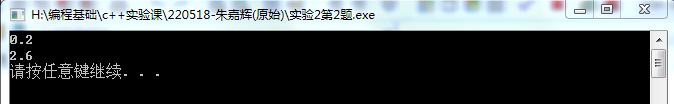 H:\编程基础\c++实验课\220518-朱嘉辉(原始)\实验2第2题.exe
0.2
2.6
请按任意键继续. . .